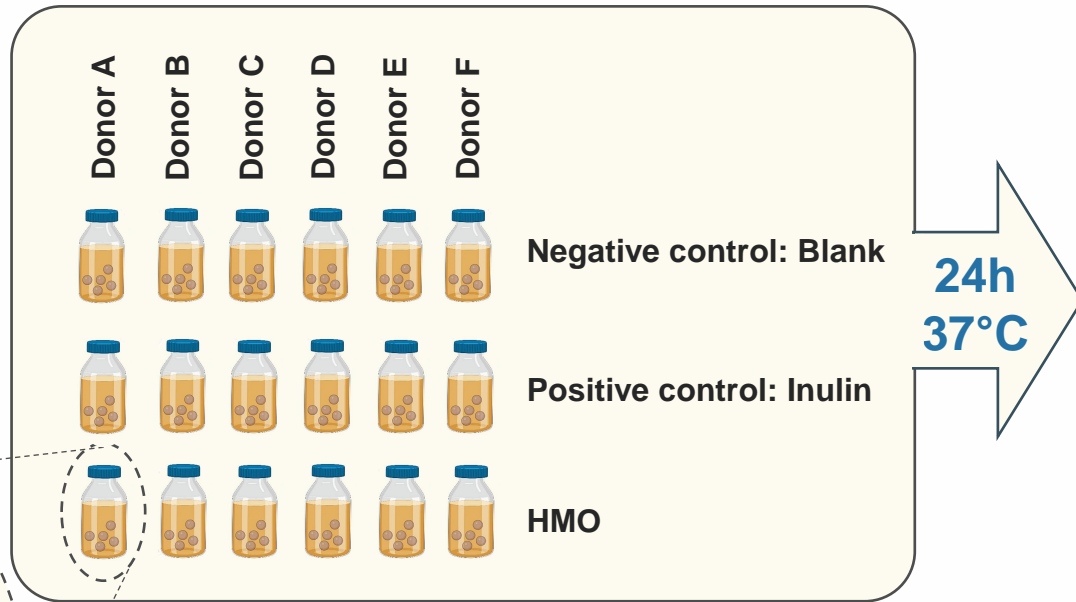 Donor A
Donor B
Donor C
Donor D
Donor E
Donor F
Negative control: Blank
Positive control: Inulin
HMO
24h
37°C